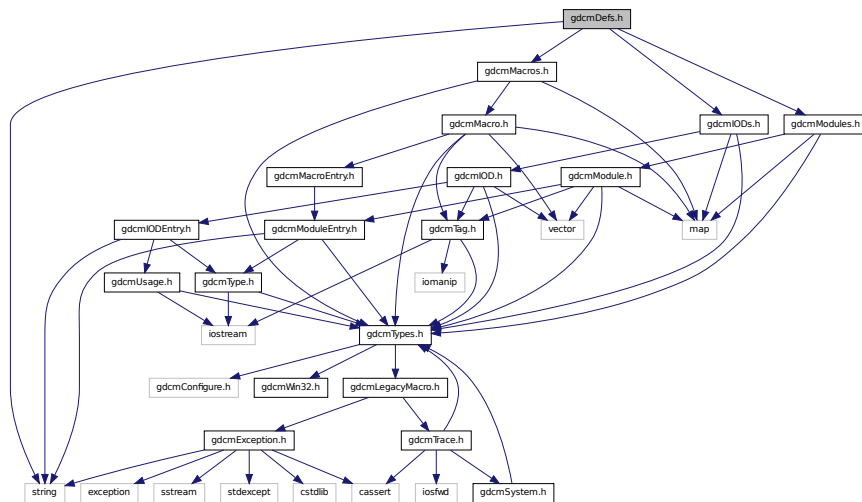 gdcmDefs.h
gdcmMacros.h
gdcmMacro.h
gdcmIODs.h
gdcmModules.h
gdcmMacroEntry.h
gdcmIOD.h
gdcmModule.h
gdcmIODEntry.h
gdcmModuleEntry.h
gdcmTag.h
vector
map
gdcmUsage.h
gdcmType.h
iomanip
iostream
gdcmTypes.h
gdcmConfigure.h
gdcmWin32.h
gdcmLegacyMacro.h
gdcmException.h
gdcmTrace.h
string
exception
sstream
stdexcept
cstdlib
cassert
iosfwd
gdcmSystem.h